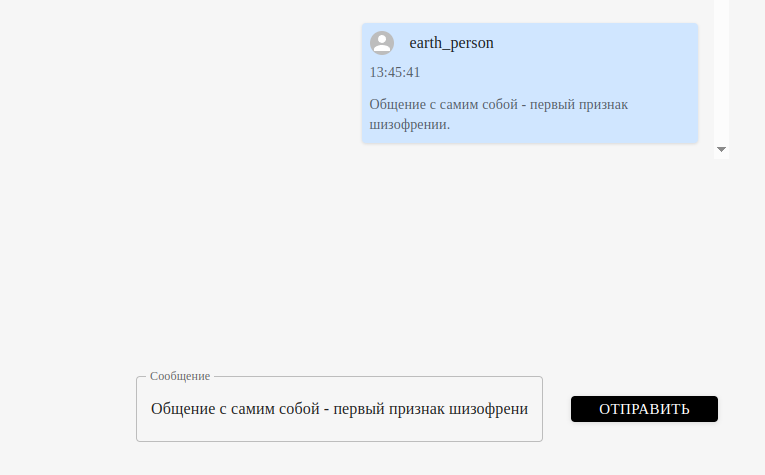 earth_person
13:45:41
Общение с самим собой - первый признак
шизофрении.
Сообщение
Общение с самим собой - первый признак шизофрени
ОТПРАВИТЬ